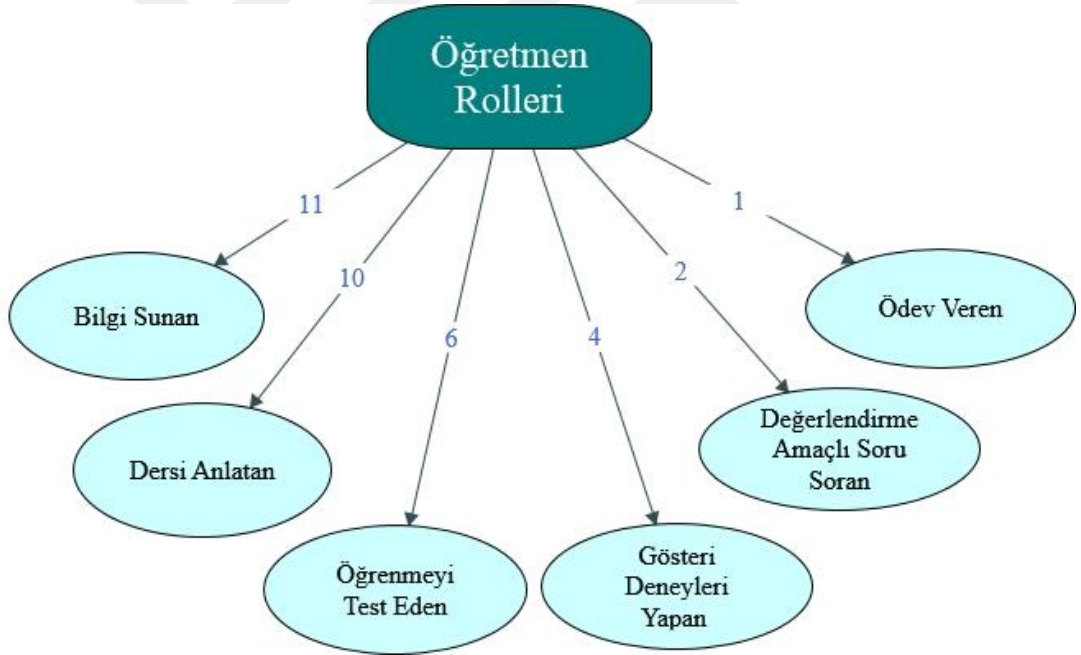 Öğretmen
Rolleri
11
10
6
4
2
1
Bilgi Sunan
Dersi Anlatan
Öğrenmeyi
Test Eden
Gösteri
Deneyleri
Yapan
Değerlendirme
Amaçlı Soru
Soran
Ödev Veren